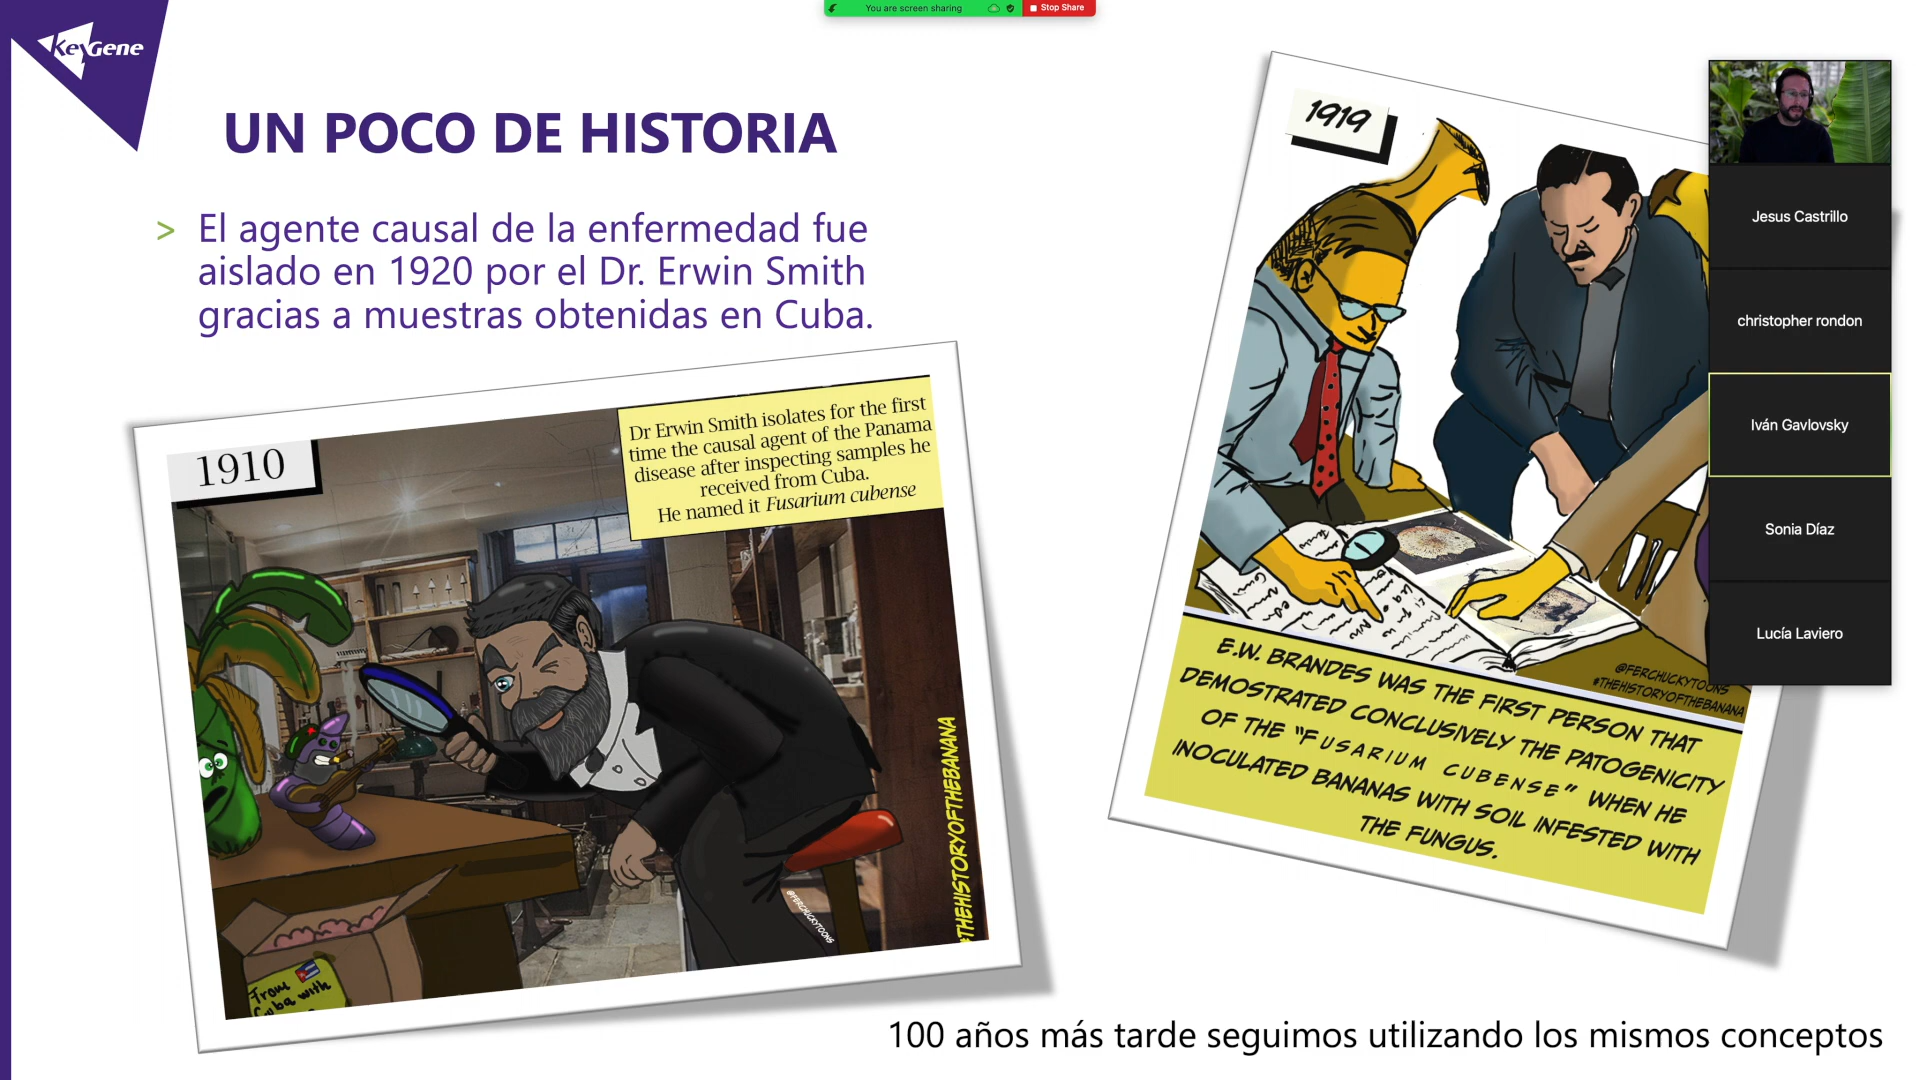 You are screen sharing
Stop Share
KeyGene
UN POCO DE HISTORIA
> El agente causal de la enfermedad fue
aislado en 1920 por el Dr. Erwin Smith
gracias a muestras obtenidas en Cuba.
1910
Dr Erwin Smith isolates for the first
time the causal agent of the Panama
disease after inspecting samples he
received from Cuba.
He named it Fusarium cubense
From
Cuba with
@FERCHUCKYTOONS
#THEHISTORYOFTHEBANANA
1919
@FERCHUCKYTOONS
#THEHISTORYOFTHEBANANA
E.W. BRANDES WAS THE FIRST PERSON THAT
DEMOSTRATED CONCLUSIVELY THE PATOGENICITY
OF THE "FUSARIUM CUBENSE" WHEN HE
INOCULATED BANANAS WITH SOIL INFESTED WITH
THE FUNGUS.
Jesus Castrillo
christopher rondon
Iván Gavlovsky
Sonia Díaz
Lucía Laviero
100 años más tarde seguimos utilizando los mismos conceptos